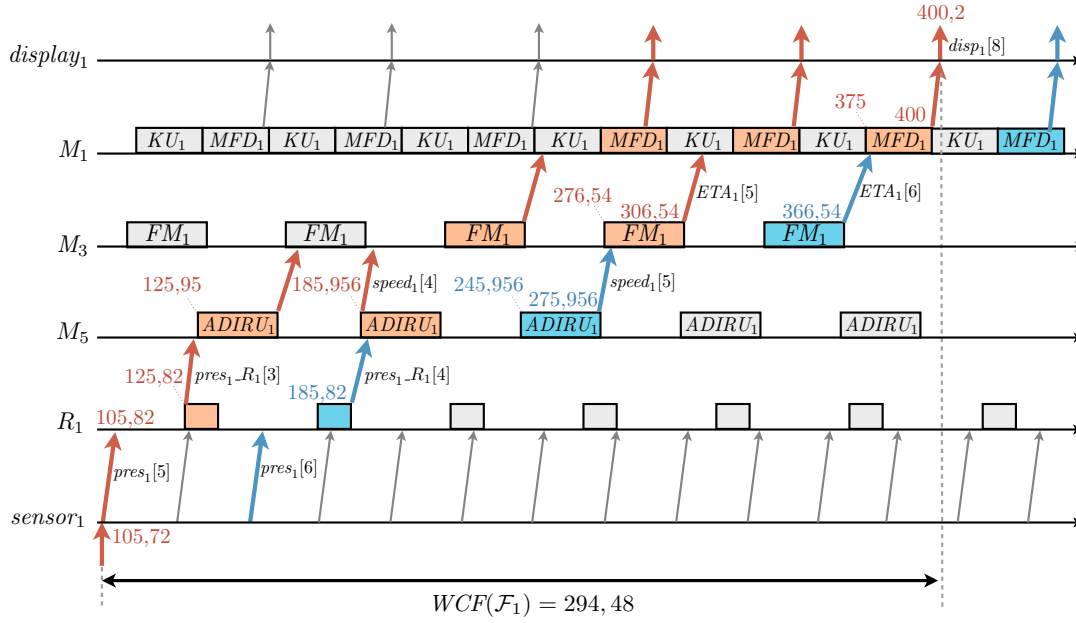 400,2
display₁
disp₁[8]
375
400
M₁
KU₁ MFD₁ KU₁ MFD₁ KU₁ MFD₁ KU₁ MFD₁ KU₁ MFD₁ KU₁ MFD₁ KU₁ MFD₁
276,54
ETA₁[5]
ETA₁[6]
306,54
366,54
M₃
FM₁ FM₁ FM₁ FM₁ FM₁
125,95
185,956
speed₁[4]
245,956
speed₁[5]
275,956
M₅
ADIRU₁ ADIRU₁ ADIRU₁ ADIRU₁ ADIRU₁
125,82
pres₁_R₁[3]
185,82
pres₁_R₁[4]
R₁
105,82
pres₁[5]
pres₁[6]
sensor₁
105,72
WCF(ℱ₁) = 294,48